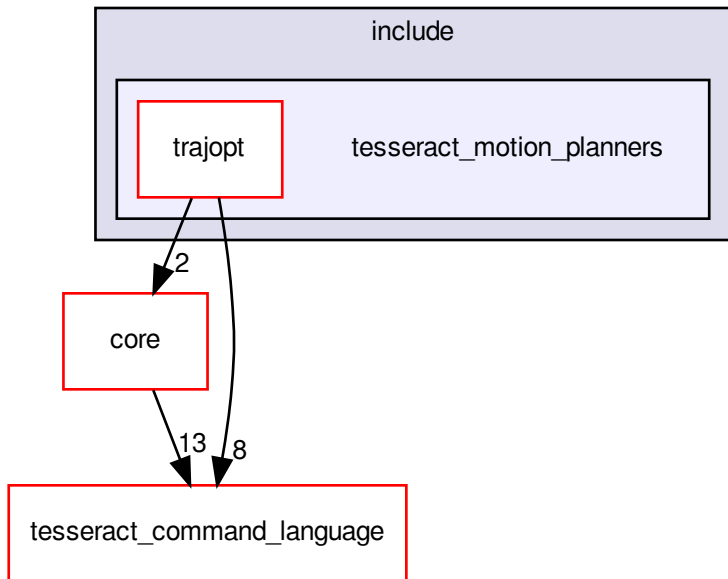 include
trajopt
tesseract_motion_planners
2
core
13
8
tesseract_command_language